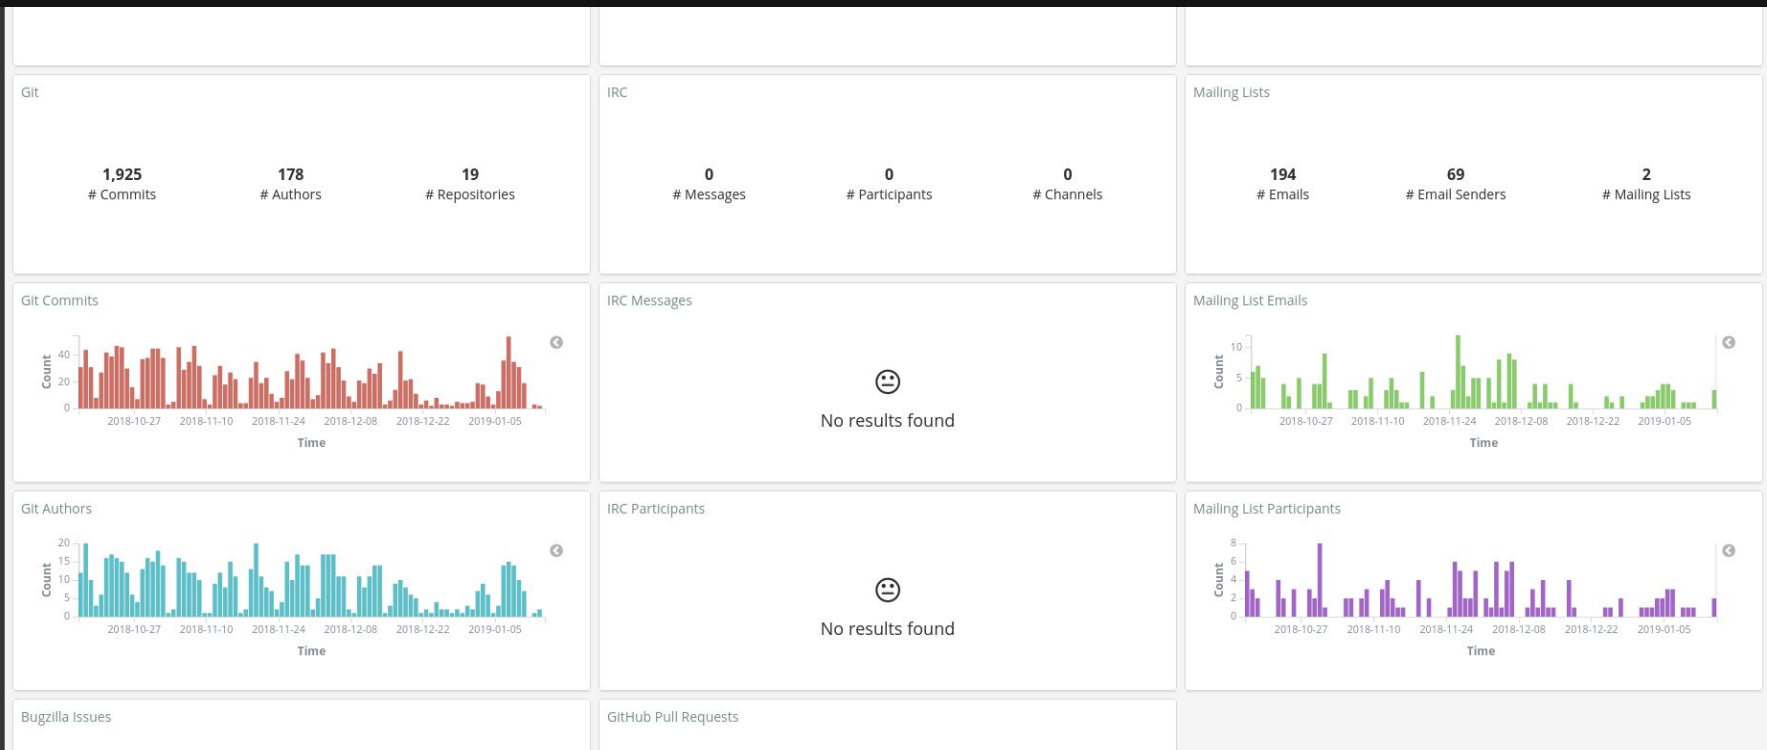 Git
IRC
Mailing Lists
1,925
178
19
# Commits
# Authors
# Repositories
0
0
0
# Messages
# Participants
# Channels
194
69
2
# Emails
# Email Senders
# Mailing Lists
Git Commits
Count
40
20
0
2018-10-27 2018-11-10 2018-11-24 2018-12-08 2018-12-22 2019-01-05
Time
IRC Messages
No results found
Mailing List Emails
Count
10
5
0
2018-10-27 2018-11-10 2018-11-24 2018-12-08 2018-12-22 2019-01-05
Time
Git Authors
Count
20
15
10
5
0
2018-10-27 2018-11-10 2018-11-24 2018-12-08 2018-12-22 2019-01-05
Time
IRC Participants
No results found
Mailing List Participants
Count
8
6
4
2
0
2018-10-27 2018-11-10 2018-11-24 2018-12-08 2018-12-22 2019-01-05
Time
Bugzilla Issues
GitHub Pull Requests